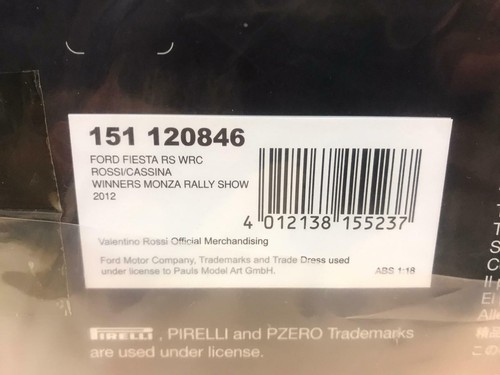 151 120846
FORD FIESTA RS WRC
ROSSI/CASSINA
WINNERS MONZA RALLY SHOW
2012
4 012138 155237
Valentino Rossi Official Merchandising
Ford Motor Company, Trademarks and Trade Dress used
under license to Pauls Model Art GmbH.
ABS 1:18
PIRELLI, PIRELLI and PZERO Trademarks
are used under license.